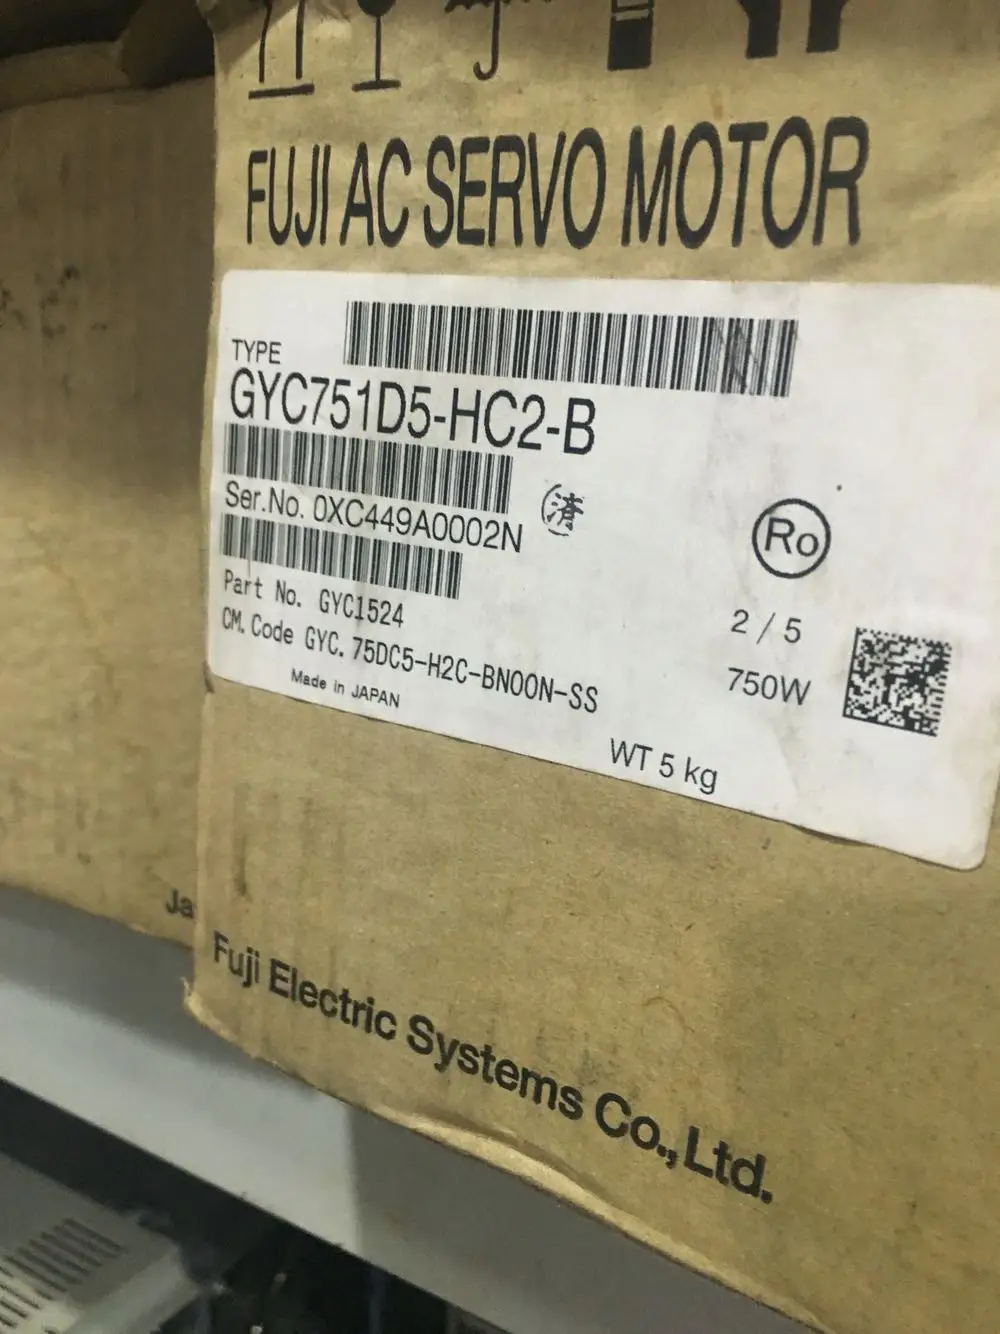 FUJI AC SERVO MOTOR
TYPE
GYC751D5-HC2-B
Ser.No. 0XC449A0002N
済
Part No. GYC1524
CM. Code GYC. 75DC5-H2C-BN00N-SS
Made in JAPAN
Ro
2 / 5
750W
WT 5 kg
Ja
Fuji Electric Systems Co., Ltd.